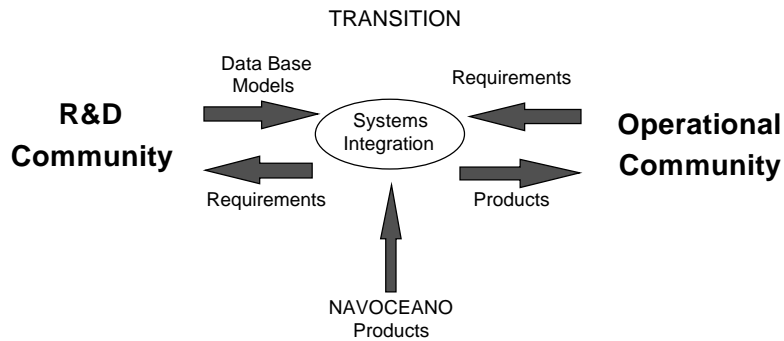 TRANSITION
Data Base
Models
Requirements
R&D
Community
Systems
Integration
Operational
Community
Requirements
Products
NAVOCEANO
Products